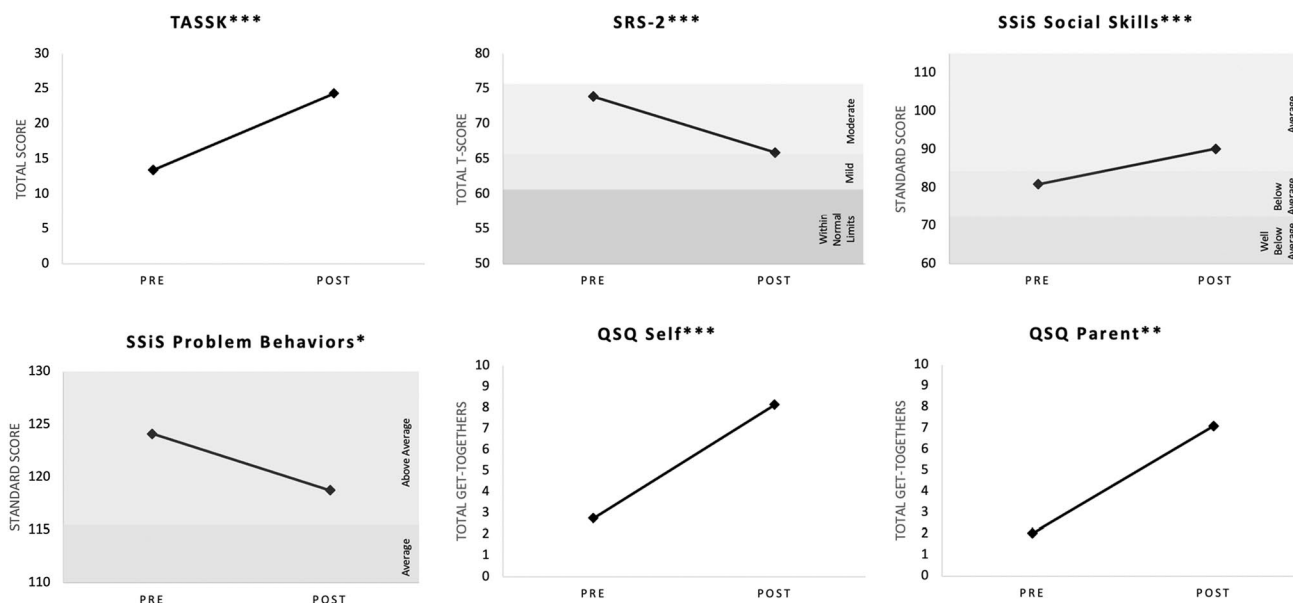 TASSK***
30
25
20
15
10
5
0
TOTAL SCORE
PRE POST
SRS-2***
80
75
70
65
60
55
50
TOTAL T-SCORE
Moderate
Mild
Within
Normal
Limits
PRE POST
SSiS Social Skills***
110
100
90
80
70
60
STANDARD SCORE
Average
Below
Average
Well
Below
Average
PRE POST
SSiS Problem Behaviors*
130
125
120
115
110
STANDARD SCORE
Above Average
Average
PRE POST
QSQ Self***
10
9
8
7
6
5
4
3
2
1
0
TOTAL GET-TOGETHERS
PRE POST
QSQ Parent**
10
9
8
7
6
5
4
3
2
1
0
TOTAL GET-TOGETHERS
PRE POST